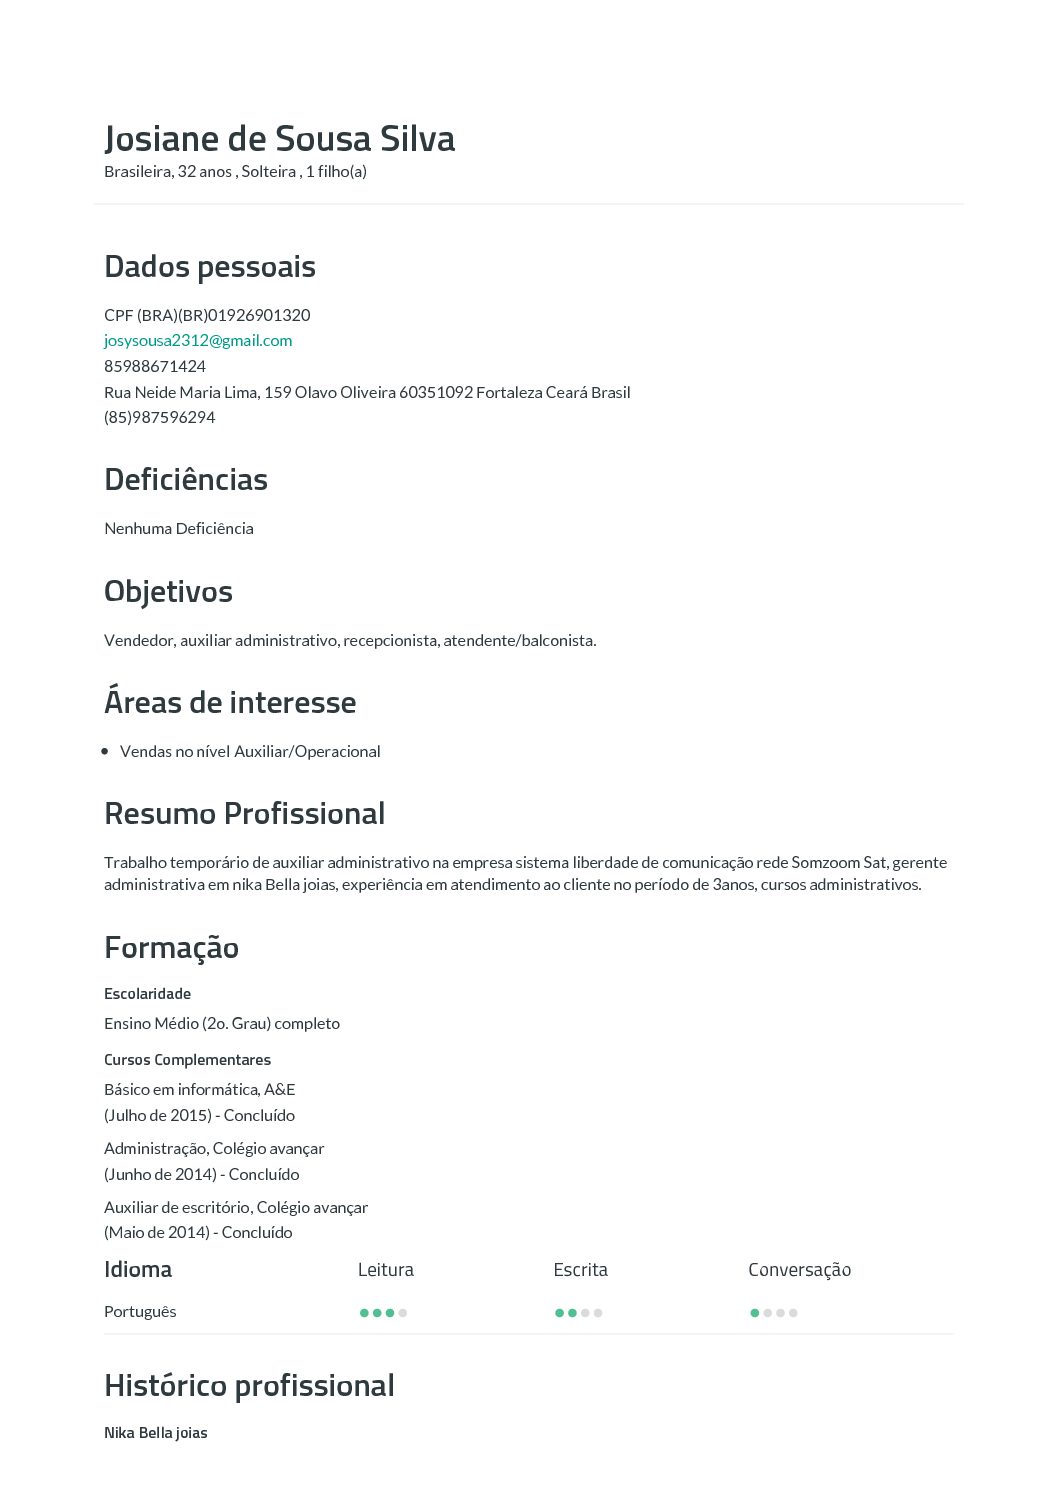 Josiane de Sousa Silva
Brasileira, 32 anos , Solteira , 1 filho(a)
Dados pessoais
CPF (BRA)(BR)01926901320
josysousa2312@gmail.com
85988671424
Rua Neide Maria Lima, 159 Olavo Oliveira 60351092 Fortaleza Ceará Brasil
(85)987596294
Deficiências
Nenhuma Deficiência
Objetivos
Vendedor, auxiliar administrativo, recepcionista, atendente/balconista.
Áreas de interesse
• Vendas no nível Auxiliar/Operacional
Resumo Profissional
Trabalho temporário de auxiliar administrativo na empresa sistema liberdade de comunicação rede Somzoom Sat, gerente
administrativa em nika Bella joias, experiência em atendimento ao cliente no período de 3anos, cursos administrativos.
Formação
Escolaridade
Ensino Médio (2o. Grau) completo
Cursos Complementares
Básico em informática, A&E
(Julho de 2015) - Concluído
Administração, Colégio avançar
(Junho de 2014) - Concluído
Auxiliar de escritório, Colégio avançar
(Maio de 2014) - Concluído
Idioma Leitura Escrita Conversação
Português
Histórico profissional
Nika Bella joias